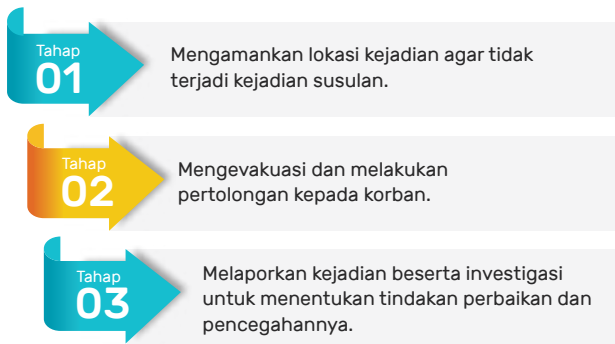 Tahap
01
Mengamankan lokasi kejadian agar tidak
terjadi kejadian susulan.
Tahap
02
Mengevakuasi dan melakukan
pertolongan kepada korban.
Tahap
03
Melaporkan kejadian beserta investigasi
untuk menentukan tindakan perbaikan dan
pencegahannya.